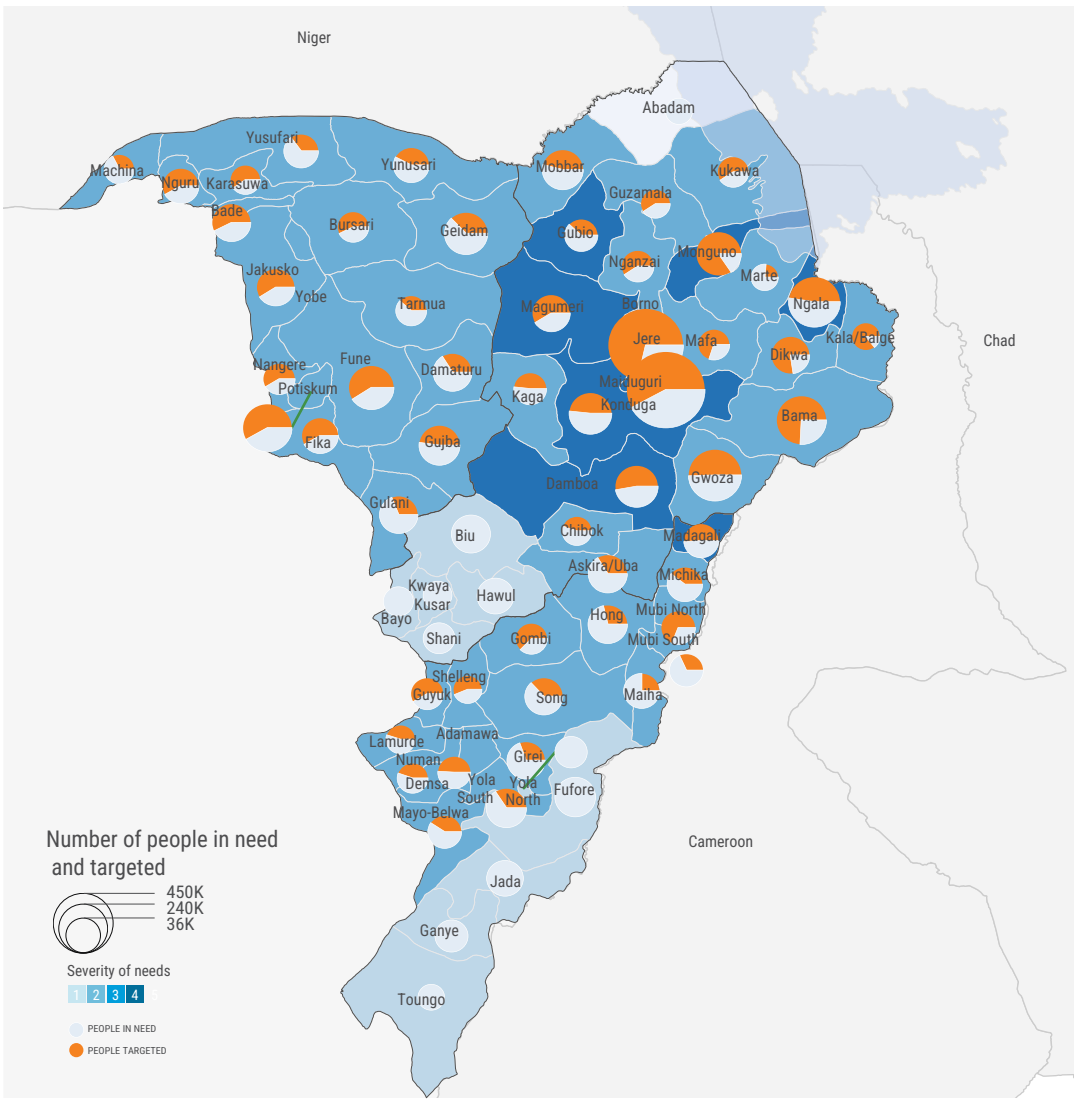 Niger
Abadam
Yusufari
Machina
Nguru
Karasuwa
Yunusari
Mobbar
Kukawa
Guzamala
Bade
Bursari
Geidam
Gubio
Monguno
Nganzai
Marte
Jakusko
Yobe
Tarmua
Magumeri
Borno
Ngala
Jere
Mafa
Kala/Balge
Chad
Dikwa
Nangere
Fune
Damaturu
Potiskum
Kaga
Maiduguri
Konduga
Bama
Fika
Gujba
Gwoza
Damboa
Gulani
Biu
Chibok
Madagali
Askira/Uba
Michika
Kwaya
Kusar
Hawul
Bayo
Hong
Mubi North
Shani
Gombi
Mubi South
Shelleng
Guyuk
Song
Maiha
Lamurde
Adamawa
Numan
Girei
Demsa
Yola
South
Yola
North
Fufore
Mayo-Belwa
Cameroon
Jada
Ganye
Toungo
Number of people in need
and targeted
450K
240K
36K
Severity of needs
1 2 3 4
PEOPLE IN NEED
PEOPLE TARGETED